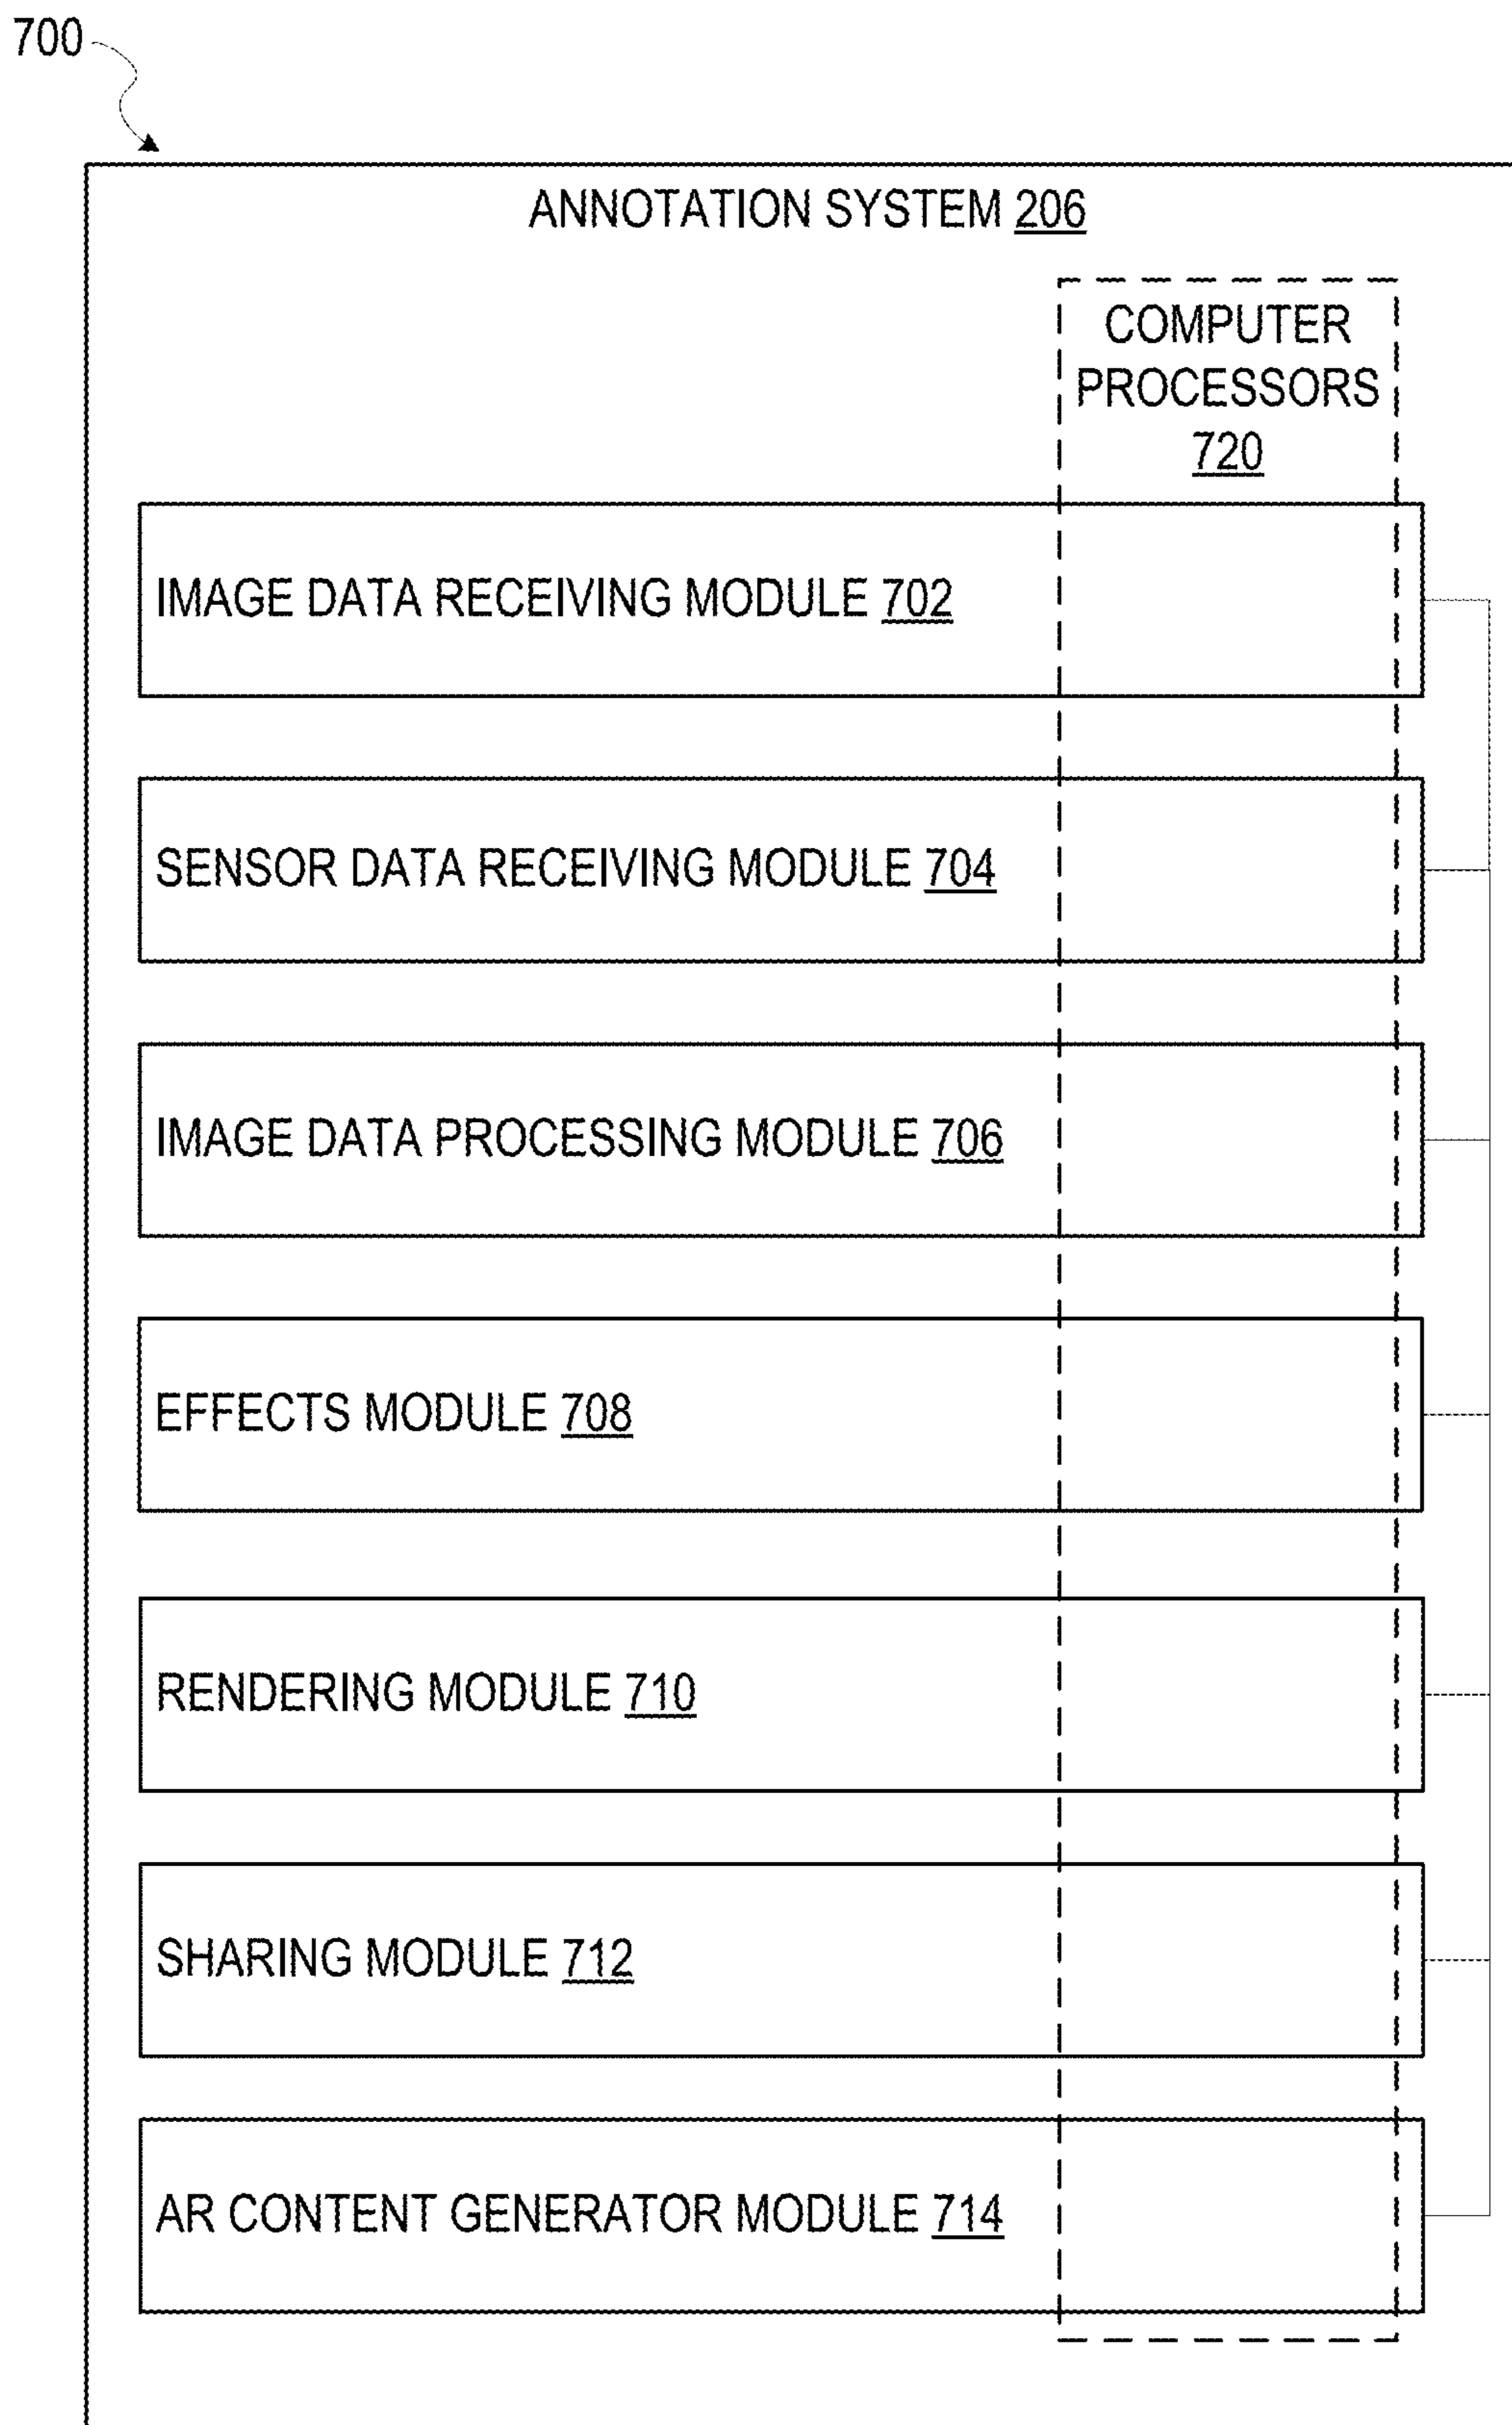 700
ANNOTATION SYSTEM 206
COMPUTER
PROCESSORS
720
IMAGE DATA RECEIVING MODULE 702
SENSOR DATA RECEIVING MODULE 704
IMAGE DATA PROCESSING MODULE 706
EFFECTS MODULE 708
RENDERING MODULE 710
SHARING MODULE 712
AR CONTENT GENERATOR MODULE 714